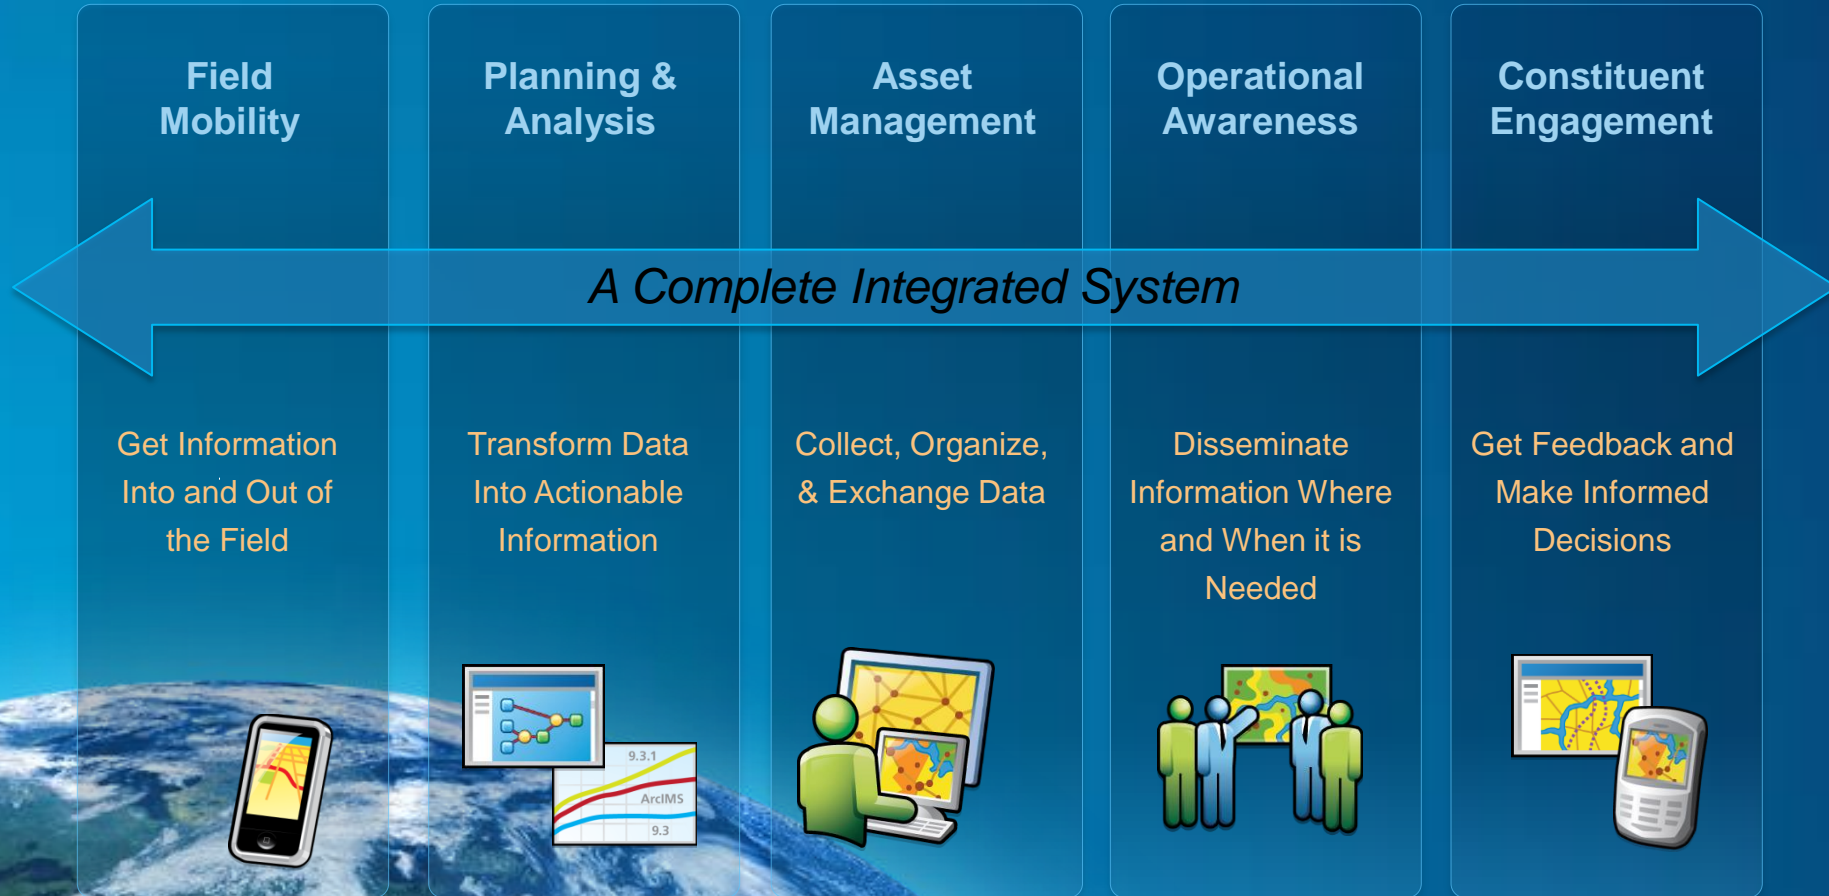 Field
Mobility
Planning &
Analysis
Asset
Management
Operational
Awareness
Constituent
Engagement
A Complete Integrated System
Get Information
Into and Out of
the Field
Transform Data
Into Actionable
Information
Collect, Organize,
& Exchange Data
Disseminate
Information Where
and When it is
Needed
Get Feedback and
Make Informed
Decisions
9.3.1
ArcIMS
9.3